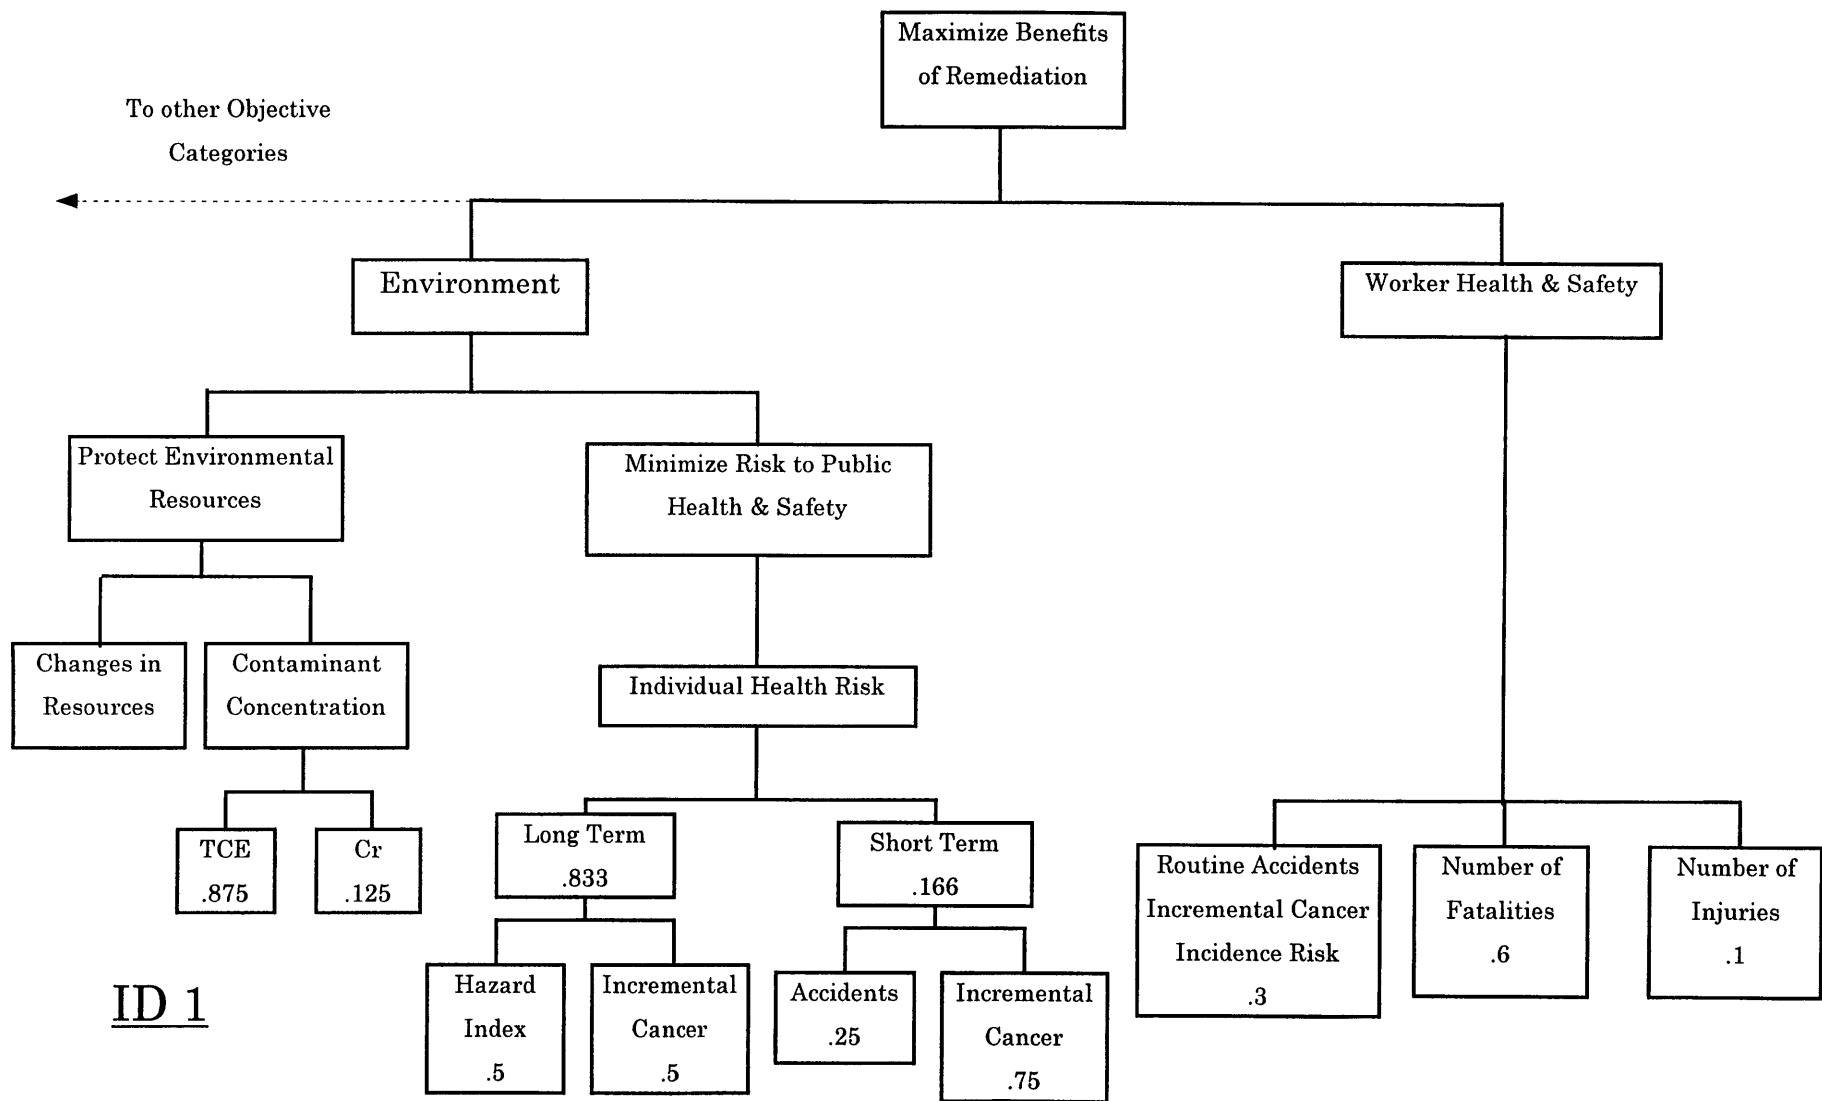 Maximize Benefits
of Remediation
To other Objective
Categories
Environment
Worker Health & Safety
Protect Environmental
Resources
Minimize Risk to Public
Health & Safety
Changes in
Resources
Contaminant
Concentration
Individual Health Risk
TCE
.875
Cr
.125
Long Term
.833
Short Term
.166
Routine Accidents
Incremental Cancer
Incidence Risk
.3
Number of
Fatalities
.6
Number of
Injuries
.1
Hazard
Index
.5
Incremental
Cancer
.5
Accidents
.25
Incremental
Cancer
.75
ID 1